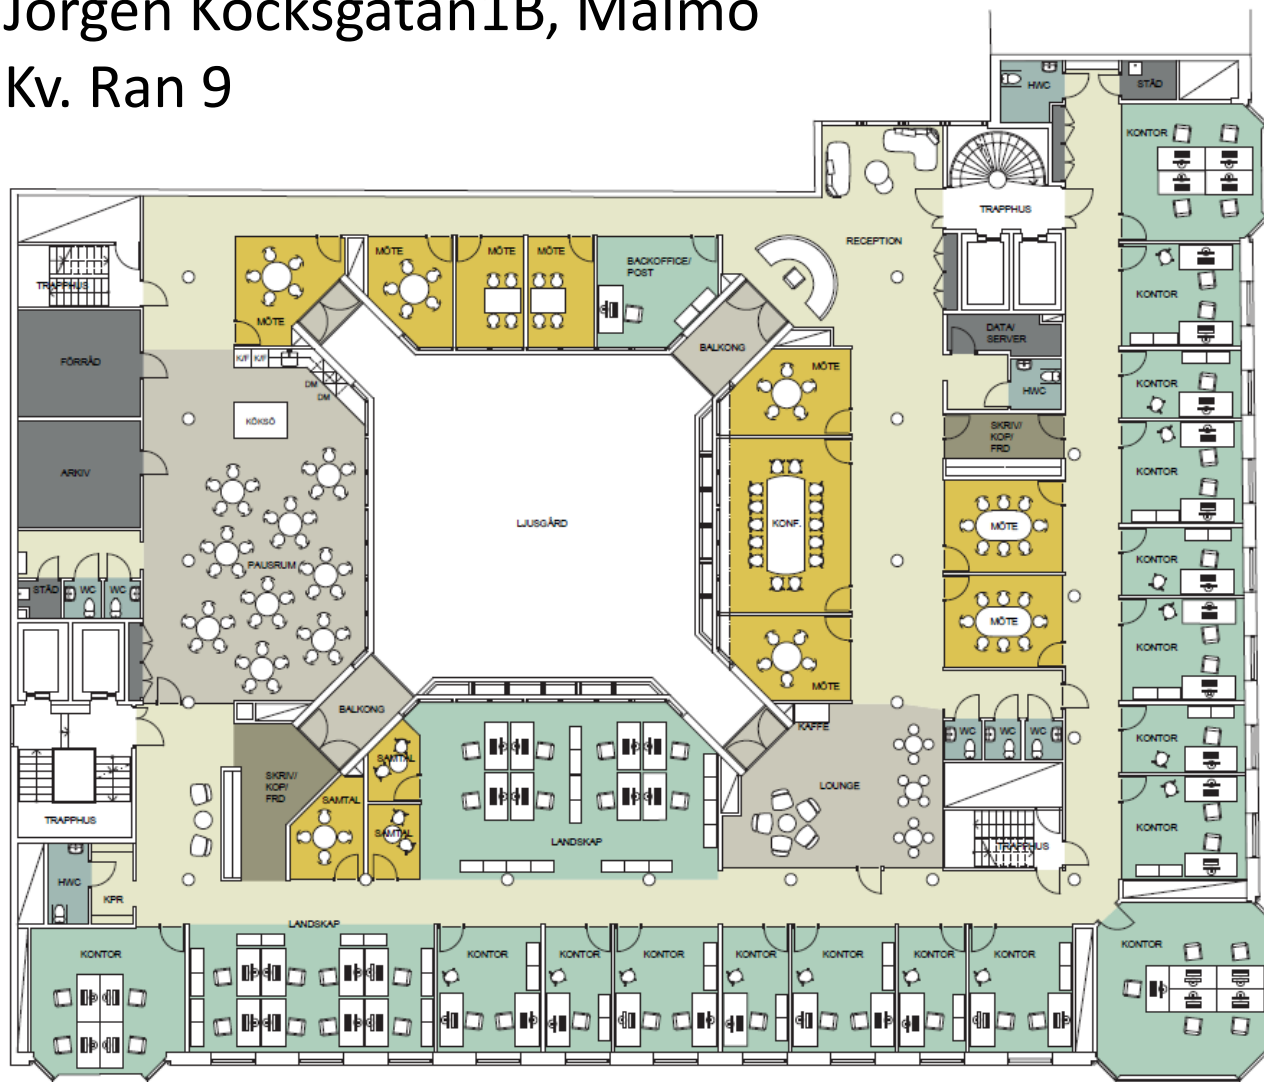 Jörgen Kocksgatan1B, Malmö
Kv. Ran 9
HWC
STÄD
KONTOR
TRAPPHUS
RECEPTION
MÖTE
MÖTE
MÖTE
BACKOFFICE/
POST
TRAPPHUS
KONTOR
MÖTE
DATA/
SERVER
BALKONG
FÖRRÅD
K/F
K/F
DM
DM
MÖTE
KONTOR
HWC
KÖKSÖ
SKRIV/
KOP/
FRD
ARKIV
KONTOR
LJUSGÅRD
KONF.
MÖTE
PAUSRUM
KONTOR
STÄD
WC
WC
MÖTE
KONTOR
MÖTE
BALKONG
KAFFE
WC
WC
WC
KONTOR
SAMTAL
SKRIV/
KOP/
FRD
SAMTAL
LOUNGE
TRAPPHUS
SAMTAL
LANDSKAP
KONTOR
TRAPPHUS
HWC
KPR
LANDSKAP
KONTOR
KONTOR
KONTOR
KONTOR
KONTOR
KONTOR
KONTOR
KONTOR
KONTOR